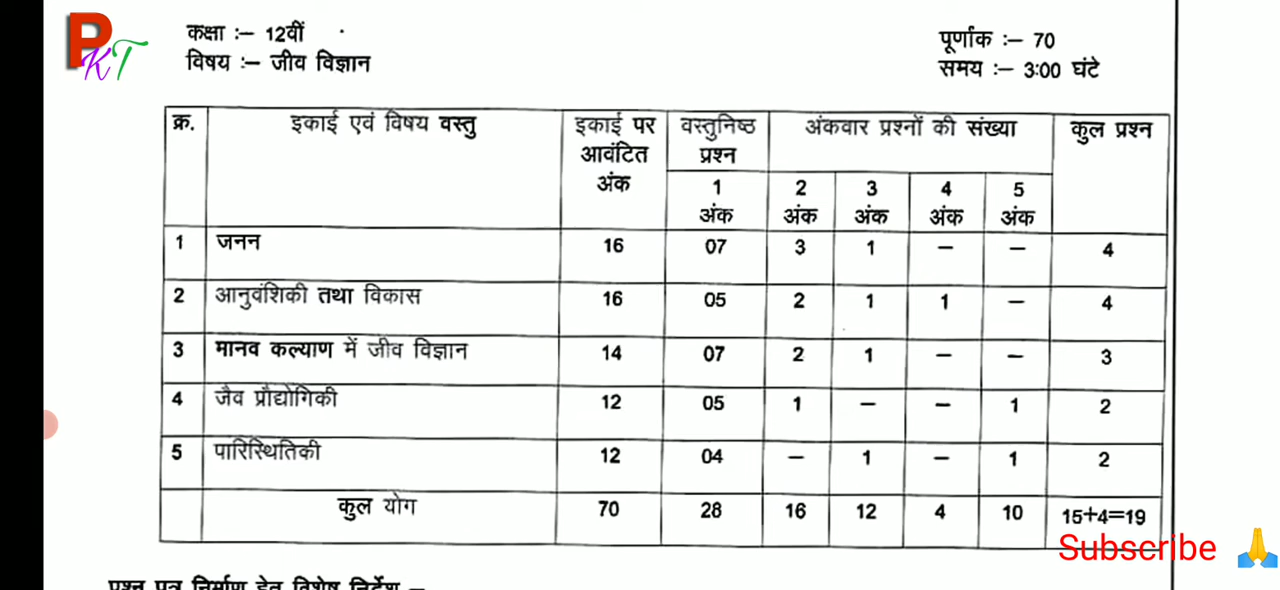 PKT
कक्षा :– 12वीं
विषय :– जीव विज्ञान
पूर्णाक :– 70
समय :– 3:00 घंटे
क्र. इकाई एवं विषय वस्तु इकाई पर आवंटित अंक वस्तुनिष्ठ प्रश्न अंकवार प्रश्नों की संख्या कुल प्रश्न
1 अंक 2 अंक 3 अंक 4 अंक 5 अंक
1 जनन 16 07 3 1 – – 4
2 आनुवंशिकी तथा विकास 16 05 2 1 1 – 4
3 मानव कल्याण में जीव विज्ञान 14 07 2 1 – – 3
4 जैव प्रौद्योगिकी 12 05 1 – – 1 2
5 पारिस्थितिकी 12 04 – 1 – 1 2
कुल योग 70 28 16 12 4 10 15+4=19
Subscribe 🙏
प्रश्न पत्र निर्माण हेतु विशेष निर्देश –